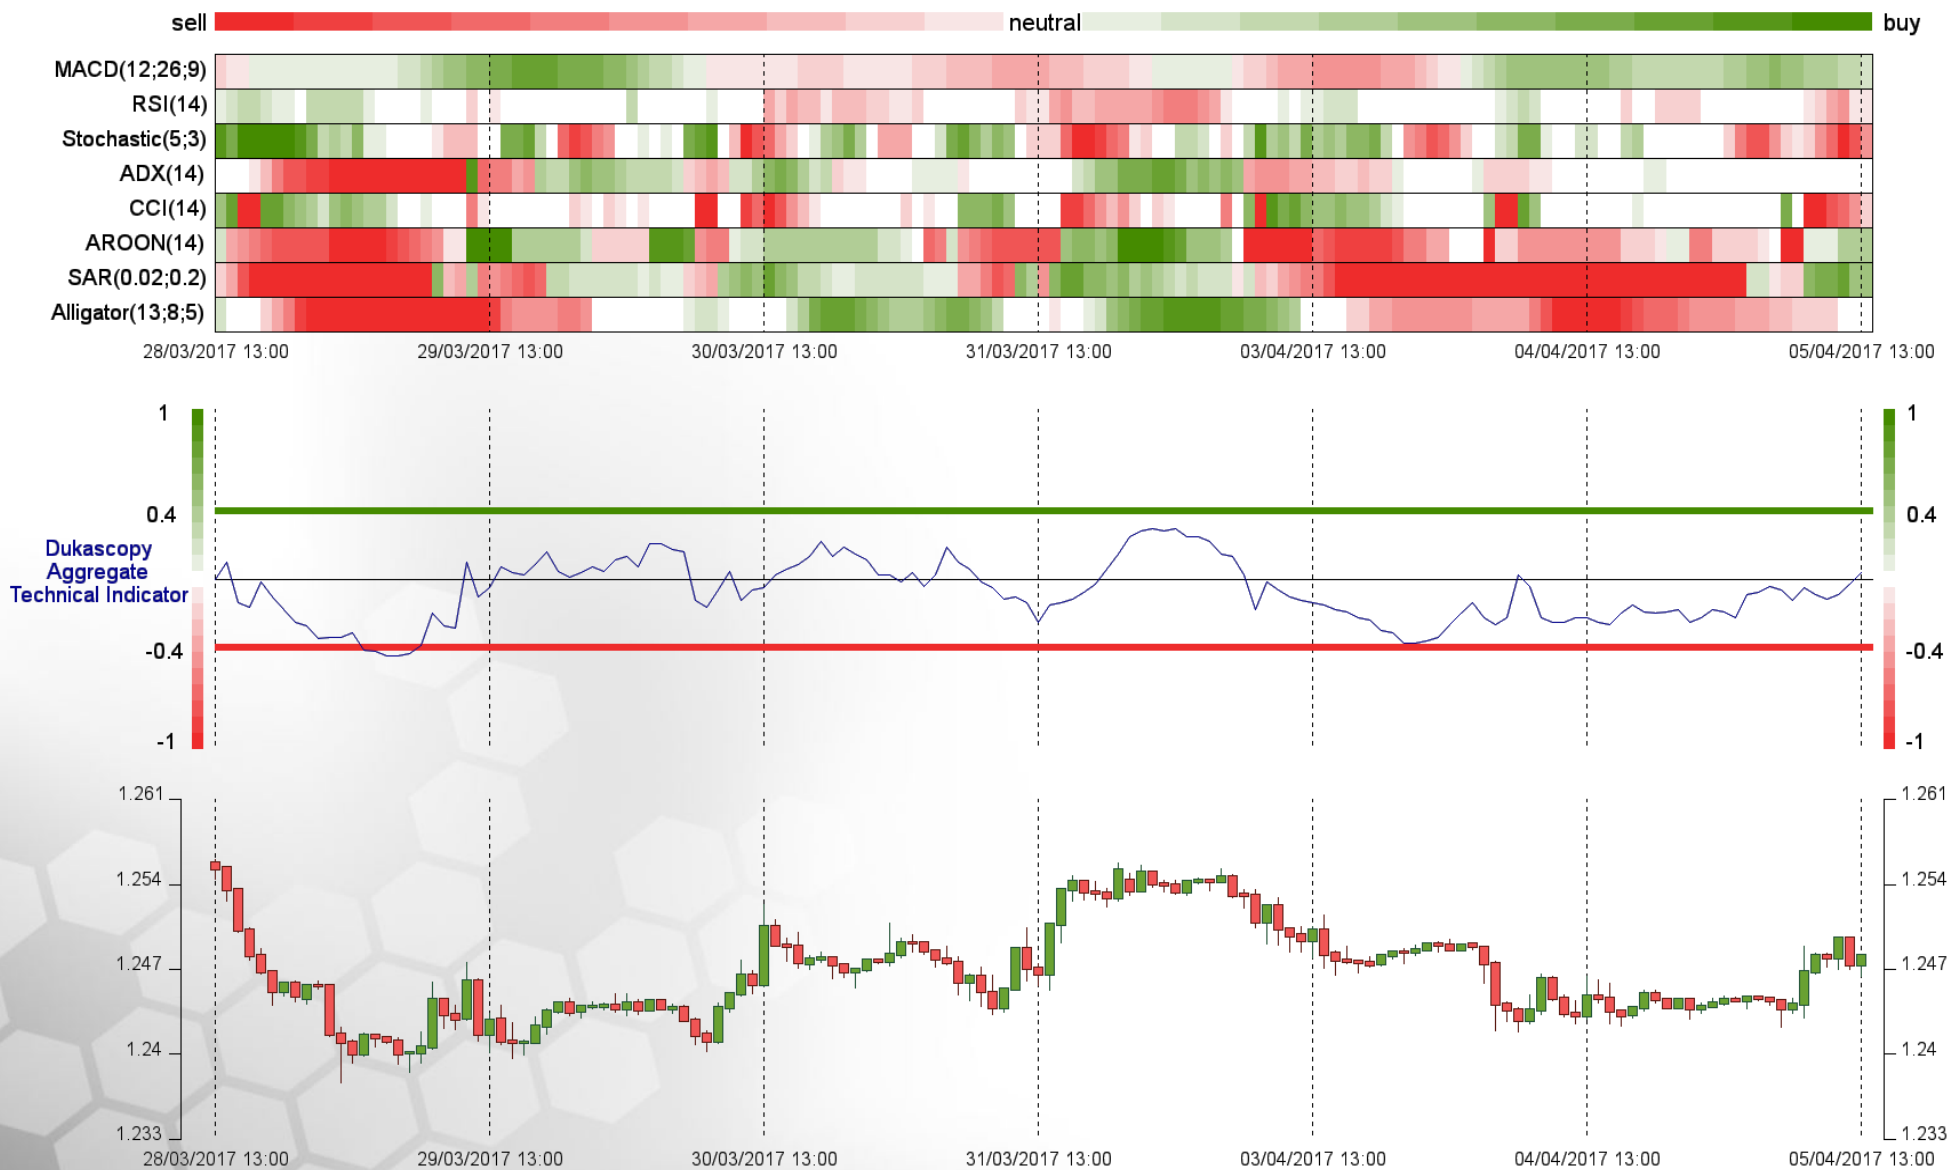 sell neutral buy
MACD(12;26;9)
RSI(14)
Stochastic(5;3)
ADX(14)
CCI(14)
AROON(14)
SAR(0.02;0.2)
Alligator(13;8;5)
28/03/2017 13:00 29/03/2017 13:00 30/03/2017 13:00 31/03/2017 13:00 03/04/2017 13:00 04/04/2017 13:00 05/04/2017 13:00
1 1
0.4 0.4
Dukascopy
Aggregate
Technical Indicator
-0.4 -0.4
-1 -1
1.261 1.261
1.254 1.254
1.247 1.247
1.24 1.24
1.233 1.233
28/03/2017 13:00 29/03/2017 13:00 30/03/2017 13:00 31/03/2017 13:00 03/04/2017 13:00 04/04/2017 13:00 05/04/2017 13:00